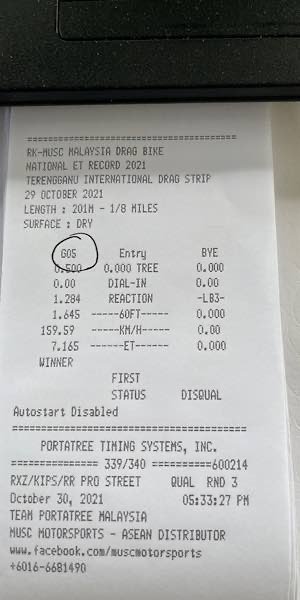 RK-MUSC MALAYSIA DRAG BIKE
NATIONAL ET RECORD 2021
TERENGGANU INTERNATIONAL DRAG STRIP
29 OCTOBER 2021
LENGTH : 201M - 1/8 MILES
SURFACE : DRY
G05 Entry BYE
0.500 0.000 TREE 0.000
0.00 DIAL-IN 0.00
1.284 REACTION -LB3-
1.645 -----60FT----- 0.000
159.59 -----KM/H----- 0.00
7.165 ------ET------ 0.000
WINNER
FIRST
STATUS DISQUAL
Autostart Disabled
PORTATREE TIMING SYSTEMS, INC.
=============== 339/340 ==========600214
RXZ/KIPS/RR PRO STREET QUAL RND 3
October 30, 2021 05:33:27 PM
TEAM PORTATREE MALAYSIA
MUSC MOTORSPORTS - ASEAN DISTRIBUTOR
www.facebook.com/muscmotorsports
+6016-6681490